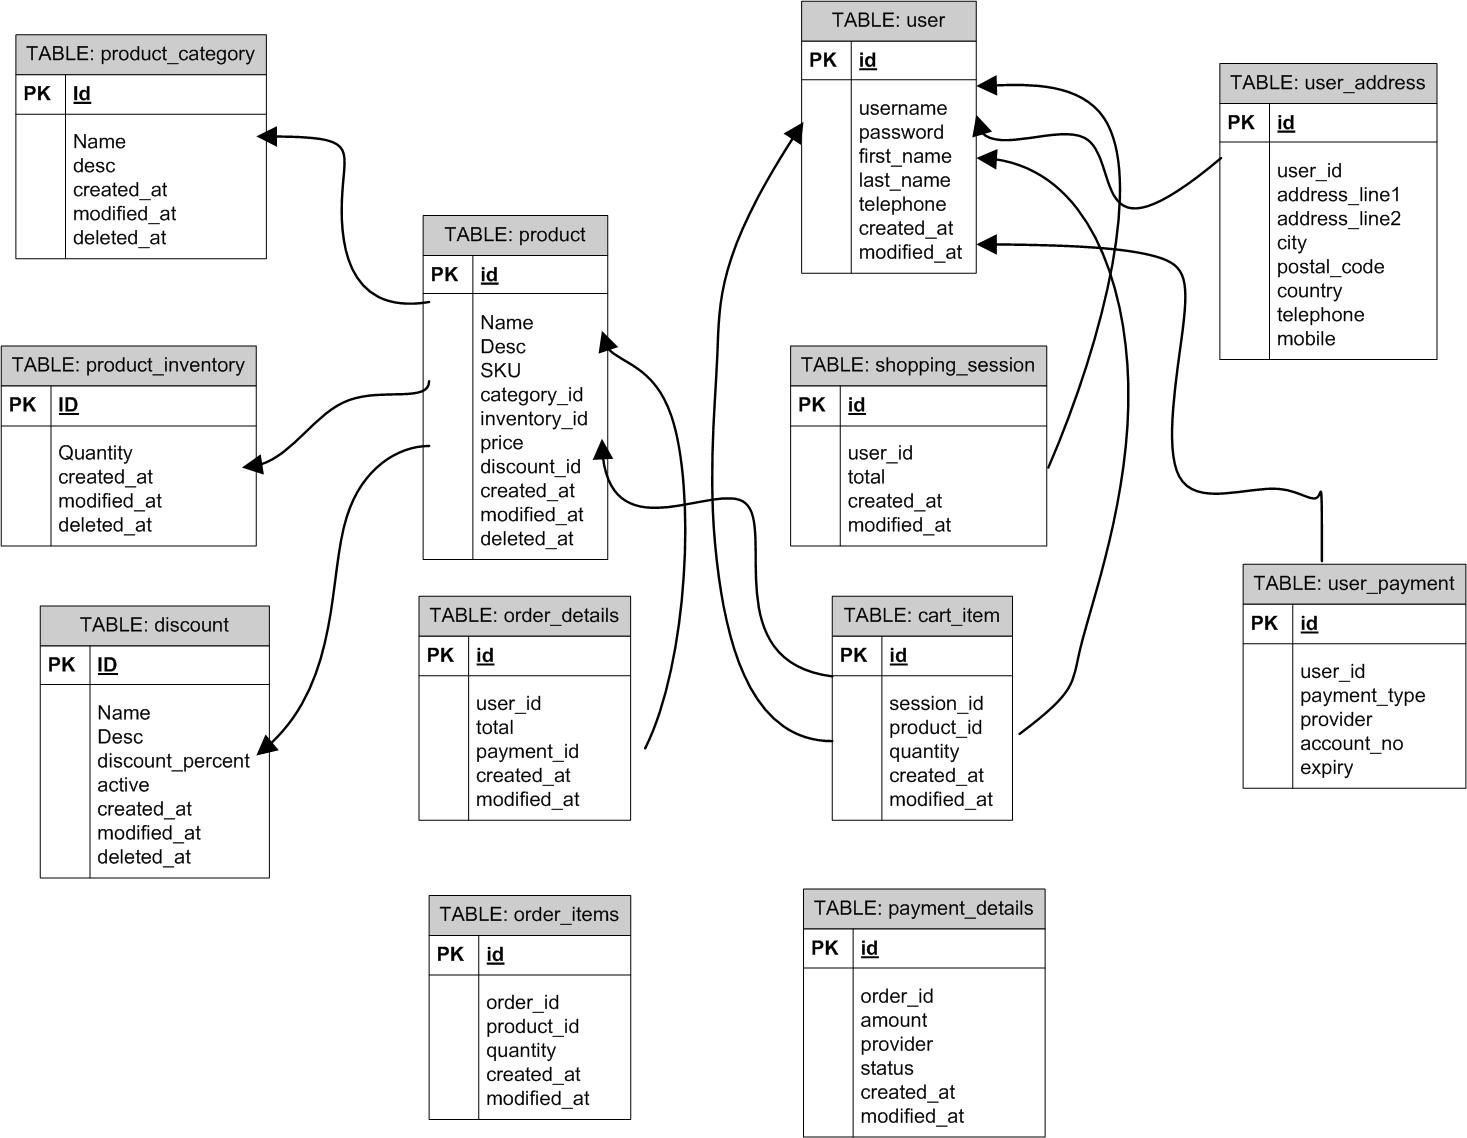 TABLE: product_category
PK Id
Name
desc
created_at
modified_at
deleted_at
TABLE: product_inventory
PK ID
Quantity
created_at
modified_at
deleted_at
TABLE: discount
PK ID
Name
Desc
discount_percent
active
created_at
modified_at
deleted_at
TABLE: product
PK id
Name
Desc
SKU
category_id
inventory_id
price
discount_id
created_at
modified_at
deleted_at
TABLE: order_details
PK id
user_id
total
payment_id
created_at
modified_at
TABLE: order_items
PK id
order_id
product_id
quantity
created_at
modified_at
TABLE: user
PK id
username
password
first_name
last_name
telephone
created_at
modified_at
TABLE: shopping_session
PK id
user_id
total
created_at
modified_at
TABLE: cart_item
PK id
session_id
product_id
quantity
created_at
modified_at
TABLE: payment_details
PK id
order_id
amount
provider
status
created_at
modified_at
TABLE: user_address
PK id
user_id
address_line1
address_line2
city
postal_code
country
telephone
mobile
TABLE: user_payment
PK id
user_id
payment_type
provider
account_no
expiry